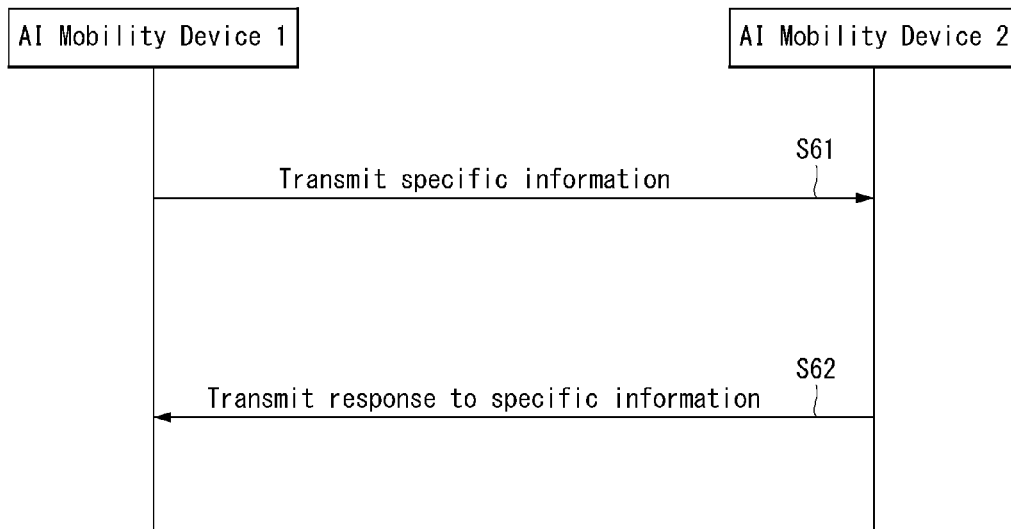 AI Mobility Device 1
AI Mobility Device 2
S61
Transmit specific information
S62
Transmit response to specific information